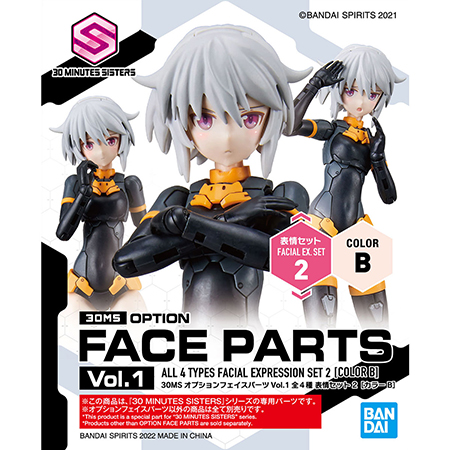 ©BANDAI SPIRITS 2021
S
30 MINUTES SISTERS
表情セット
FACIAL EX. SET
2
COLOR
B
30MS OPTION
FACE PARTS
Vol.1
ALL 4 TYPES FACIAL EXPRESSION SET 2 [COLOR B]
30MS オプションフェイスパーツ Vol.1 全4種 表情セット 2 [カラーB]
※この商品は、「30 MINUTES SISTERS」シリーズの専用パーツです。
※オプションフェイスパーツ以外の商品は全て別売りです。
*This product is a special part for "30 MINUTES SISTERS" series.
*Products other than OPTION FACE PARTS are sold separately.
BANDAI SPIRITS 2022 MADE IN CHINA
BAN
DAI